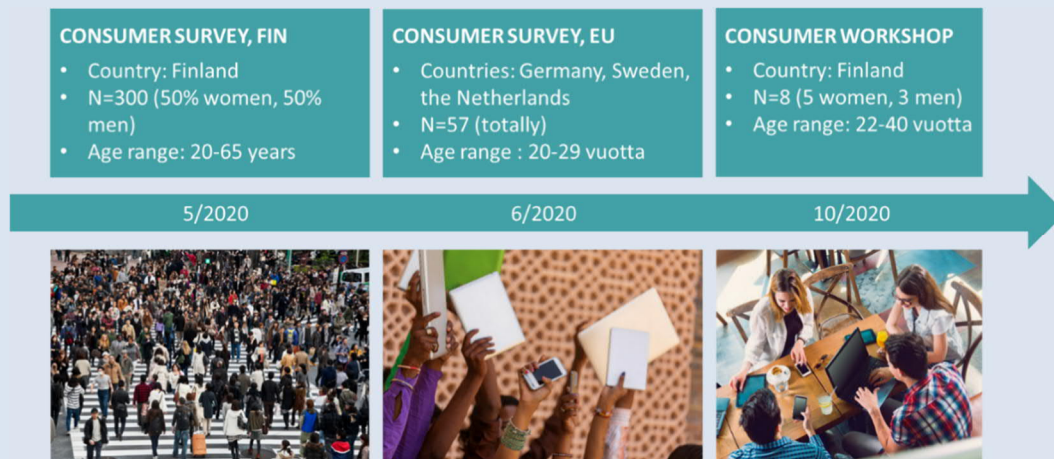 CONSUMER SURVEY, FIN
• Country: Finland
• N=300 (50% women, 50%
men)
• Age range: 20-65 years
CONSUMER SURVEY, EU
• Countries: Germany, Sweden,
the Netherlands
• N=57 (totally)
• Age range : 20-29 vuotta
CONSUMER WORKSHOP
• Country: Finland
• N=8 (5 women, 3 men)
• Age range: 22-40 vuotta
5/2020
6/2020
10/2020